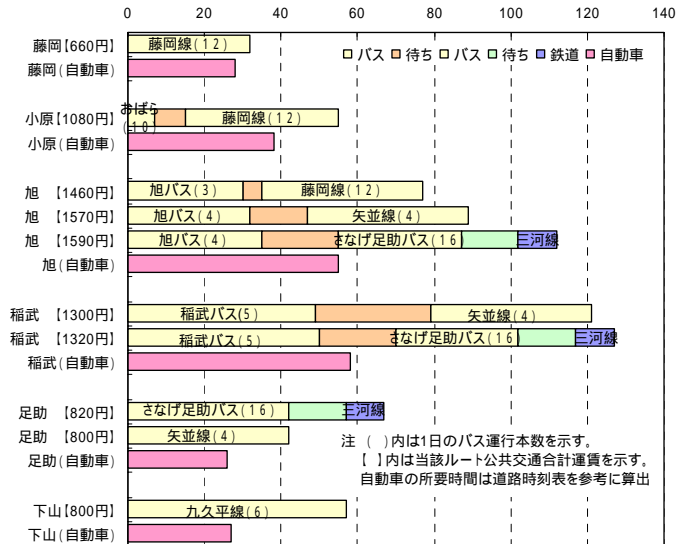 0 20 40 60 80 100 120 140
バス 待ち バス 待ち 鉄道 自動車
藤岡【660円】 藤岡線(12)
藤岡(自動車)
小原【1080円】 おばら(10) 藤岡線(12)
小原(自動車)
旭 【1460円】 旭バス(3) 藤岡線(12)
旭 【1570円】 旭バス(4) 矢並線(4)
旭 【1590円】 旭バス(4) さなげ足助バス(16) 三河線
旭(自動車)
稲武 【1300円】 稲武バス(5) 矢並線(4)
稲武 【1320円】 稲武バス(5) さなげ足助バス(16) 三河線
稲武(自動車)
足助 【820円】 さなげ足助バス(16) 三河線
足助 【800円】 矢並線(4)
足助(自動車)
下山【800円】 九久平線(6)
下山(自動車)
注 ( )内は1日のバス運行本数を示す。
【 】内は当該ルート公共交通合計運賃を示す。
自動車の所要時間は道路時刻表を参考に算出